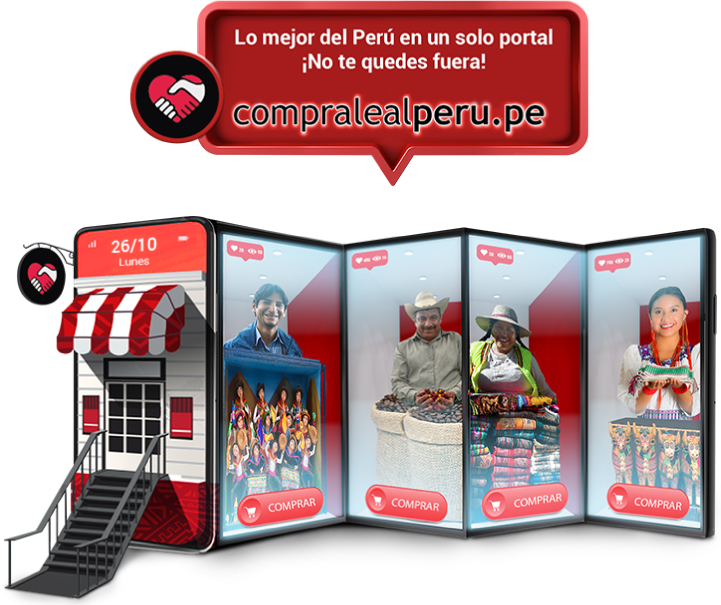 Lo mejor del Perú en un solo portal
¡No te quedes fuera!
compralealperu.pe
26/10
Lunes
COMPRAR
COMPRAR
COMPRAR
COMPRAR